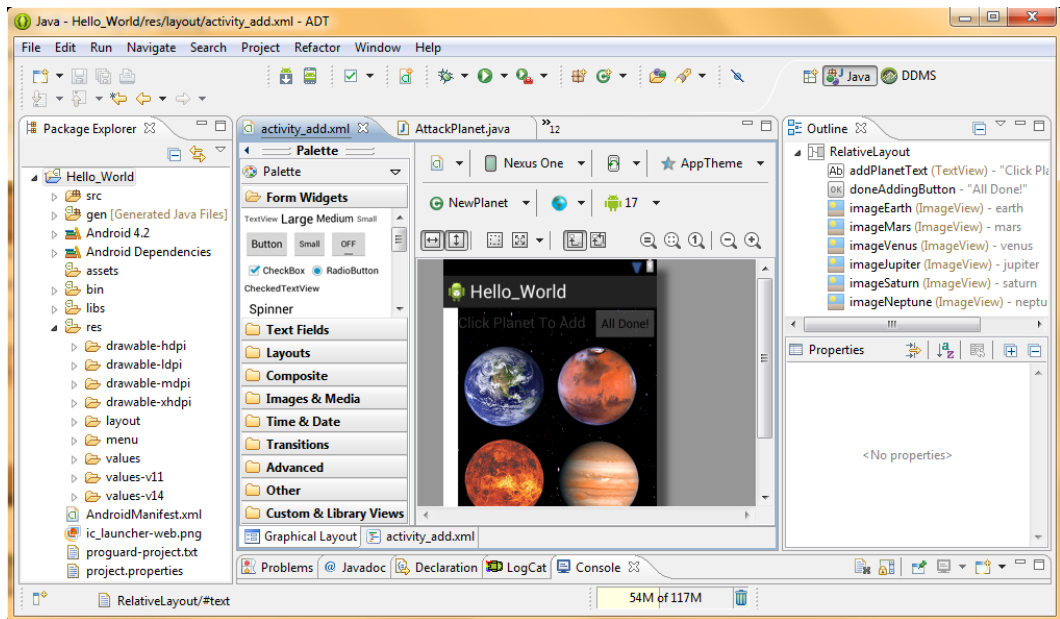 Java - Hello_World/res/layout/activity_add.xml - ADT
File Edit Run Navigate Search Project Refactor Window Help
Java DDMS
Package Explorer
Hello_World
src
gen [Generated Java Files]
Android 4.2
Android Dependencies
assets
bin
libs
res
drawable-hdpi
drawable-ldpi
drawable-mdpi
drawable-xhdpi
layout
menu
values
values-v11
values-v14
AndroidManifest.xml
ic_launcher-web.png
proguard-project.txt
project.properties
activity_add.xml AttackPlanet.java »12
Palette
Palette
Form Widgets
TextView Large Medium Small
Button Small OFF
CheckBox RadioButton
CheckedTextView
Spinner
Text Fields
Layouts
Composite
Images & Media
Time & Date
Transitions
Advanced
Other
Custom & Library Views
Nexus One AppTheme
NewPlanet 17
Hello_World
Click Planet To Add All Done!
Graphical Layout activity_add.xml
Outline
RelativeLayout
Ab addPlanetText (TextView) - "Click Pla
OK doneAddingButton - "All Done!"
imageEarth (ImageView) - earth
imageMars (ImageView) - mars
imageVenus (ImageView) - venus
imageJupiter (ImageView) - jupiter
imageSaturn (ImageView) - saturn
imageNeptune (ImageView) - neptu
Properties
<No properties>
Problems @ Javadoc Declaration LogCat Console
RelativeLayout/#text
54M of 117M